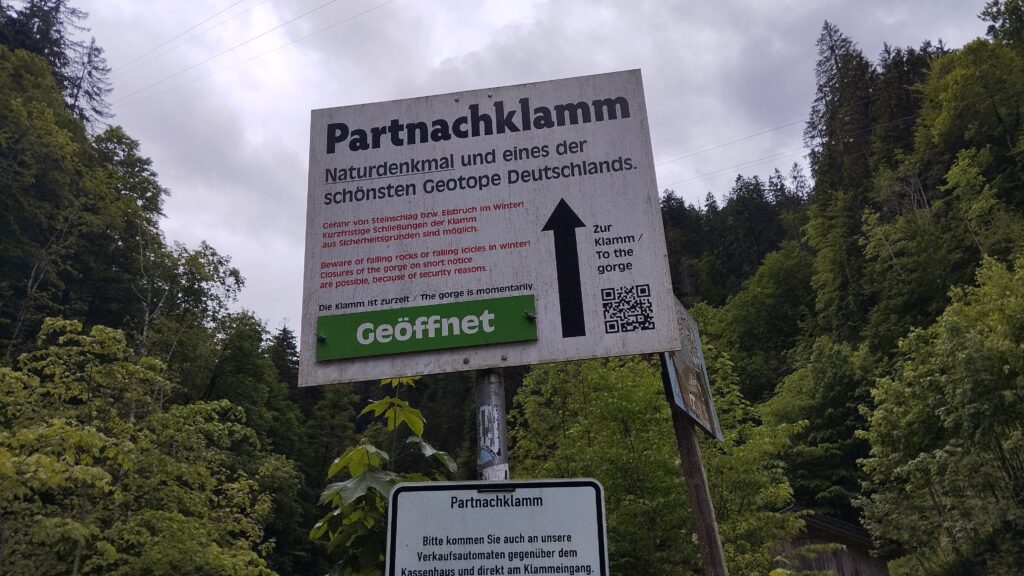 Partnachklamm
Naturdenkmal und eines der
schönsten Geotope Deutschlands.
Gefahr von Steinschlag bzw. Eisbruch im Winter!
Kurzfristige Schließungen der Klamm
aus Sicherheitsgründen sind möglich.
Beware of falling rocks or falling icicles in winter!
Closures of the gorge on short notice
are possible, because of security reasons.
Die Klamm ist zurzeit / The gorge is momentarily
Geöffnet
Zur
Klamm /
To the
gorge
Partnachklamm
Bitte kommen Sie auch an unsere
Verkaufsautomaten gegenüber dem
Kassenhaus und direkt am Klammeingang.